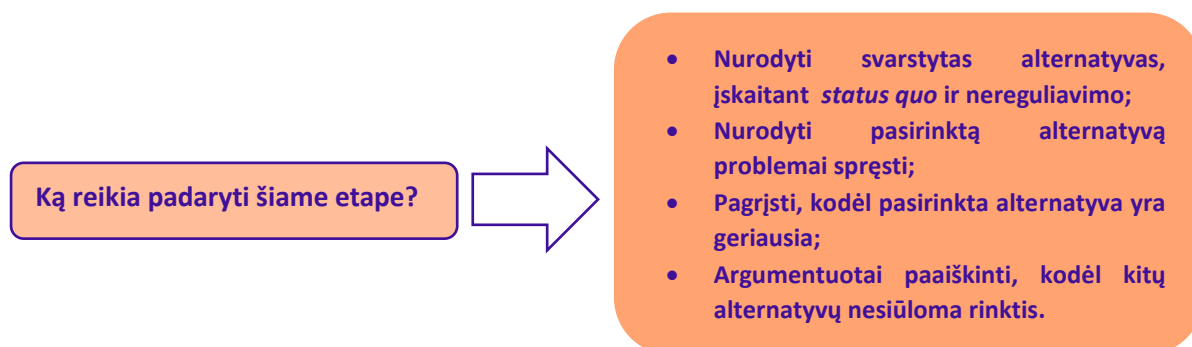 Ką reikia padaryti šiame etape?
• Nurodyti svarstytas alternatyvas,
įskaitant status quo ir nereguliavimo;
• Nurodyti pasirinktą alternatyvą
problemai spręsti;
• Pagrįsti, kodėl pasirinkta alternatyva yra
geriausia;
• Argumentuotai paaiškinti, kodėl kitų
alternatyvų nesiūloma rinktis.